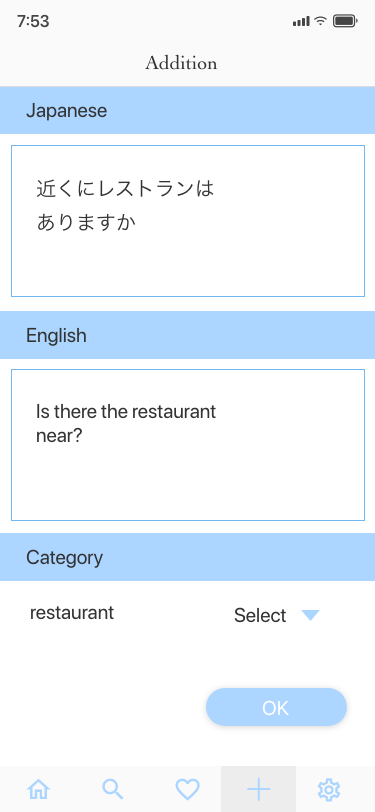 7:53
Addition
Japanese
近くにレストランは
ありますか
English
Is there the restaurant
near?
Category
restaurant
Select
OK